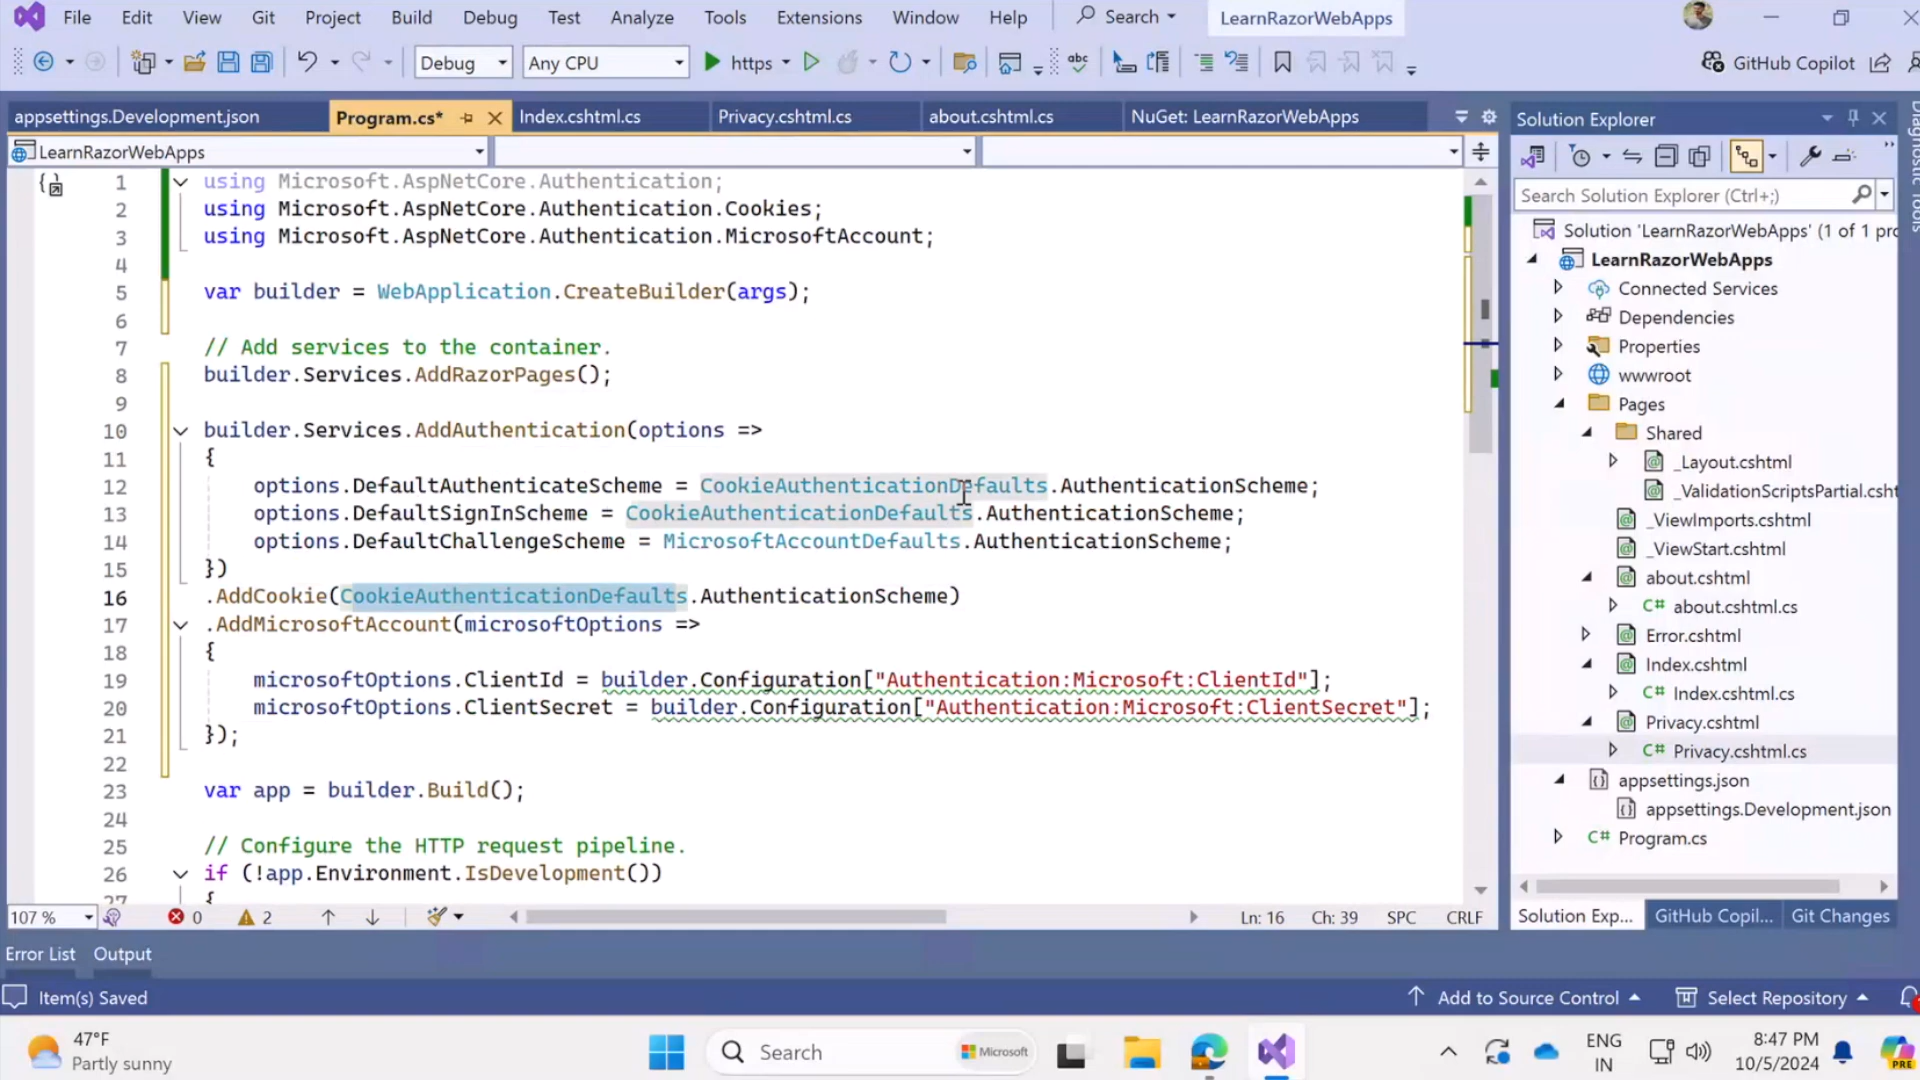 File Edit View Git Project Build Debug Test Analyze Tools Extensions Window Help Search LearnRazorWebApps
Debug Any CPU https abc GitHub Copilot
appsettings.Development.json Program.cs* Index.cshtml.cs Privacy.cshtml.cs about.cshtml.cs NuGet: LearnRazorWebApps
LearnRazorWebApps
1 using Microsoft.AspNetCore.Authentication;
2 using Microsoft.AspNetCore.Authentication.Cookies;
3 using Microsoft.AspNetCore.Authentication.MicrosoftAccount;
4
5 var builder = WebApplication.CreateBuilder(args);
6
7 // Add services to the container.
8 builder.Services.AddRazorPages();
9
10 builder.Services.AddAuthentication(options =>
11 {
12 options.DefaultAuthenticateScheme = CookieAuthenticationDefaults.AuthenticationScheme;
13 options.DefaultSignInScheme = CookieAuthenticationDefaults.AuthenticationScheme;
14 options.DefaultChallengeScheme = MicrosoftAccountDefaults.AuthenticationScheme;
15 })
16 .AddCookie(CookieAuthenticationDefaults.AuthenticationScheme)
17 .AddMicrosoftAccount(microsoftOptions =>
18 {
19 microsoftOptions.ClientId = builder.Configuration["Authentication:Microsoft:ClientId"];
20 microsoftOptions.ClientSecret = builder.Configuration["Authentication:Microsoft:ClientSecret"];
21 });
22
23 var app = builder.Build();
24
25 // Configure the HTTP request pipeline.
26 if (!app.Environment.IsDevelopment())
27 {
107 % 0 2 Ln: 16 Ch: 39 SPC CRLF
Solution Explorer
Search Solution Explorer (Ctrl+;)
Solution 'LearnRazorWebApps' (1 of 1 pro
LearnRazorWebApps
Connected Services
Dependencies
Properties
wwwroot
Pages
Shared
_Layout.cshtml
_ValidationScriptsPartial.csht
_ViewImports.cshtml
_ViewStart.cshtml
about.cshtml
C# about.cshtml.cs
Error.cshtml
Index.cshtml
C# Index.cshtml.cs
Privacy.cshtml
C# Privacy.cshtml.cs
appsettings.json
appsettings.Development.json
C# Program.cs
Solution Exp... GitHub Copil... Git Changes
Diagnostic Tools
Error List Output
Item(s) Saved Add to Source Control Select Repository
47°F
Partly sunny
Search Microsoft
ENG
IN
8:47 PM
10/5/2024
PRE